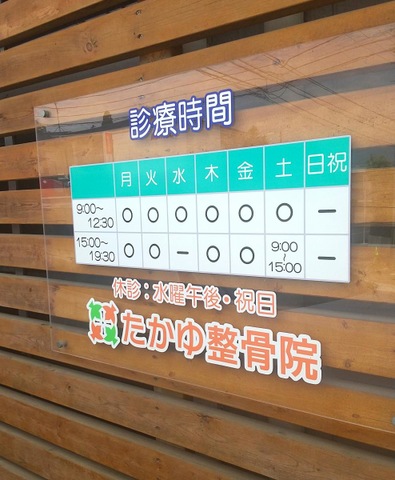 診療時間
月 火 水 木 金 土 日祝
9:00〜12:30 ○ ○ ○ ○ ○ ○ ー
15:00〜19:30 ○ ○ ー ○ ○ 9:00〜15:00 ー
休診：水曜午後・祝日
たかゆ整骨院